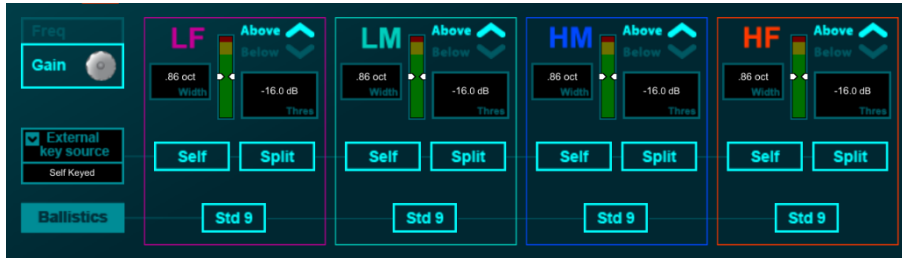 Freq
Gain
External
key source
Self Keyed
Ballistics
LF
Above
Below
.86 oct
Width
-16.0 dB
Thres
Self
Split
Std 9
LM
Above
Below
.86 oct
Width
-16.0 dB
Thres
Self
Split
Std 9
HM
Above
Below
.86 oct
Width
-16.0 dB
Thres
Self
Split
Std 9
HF
Above
Below
.86 oct
Width
-16.0 dB
Thres
Self
Split
Std 9